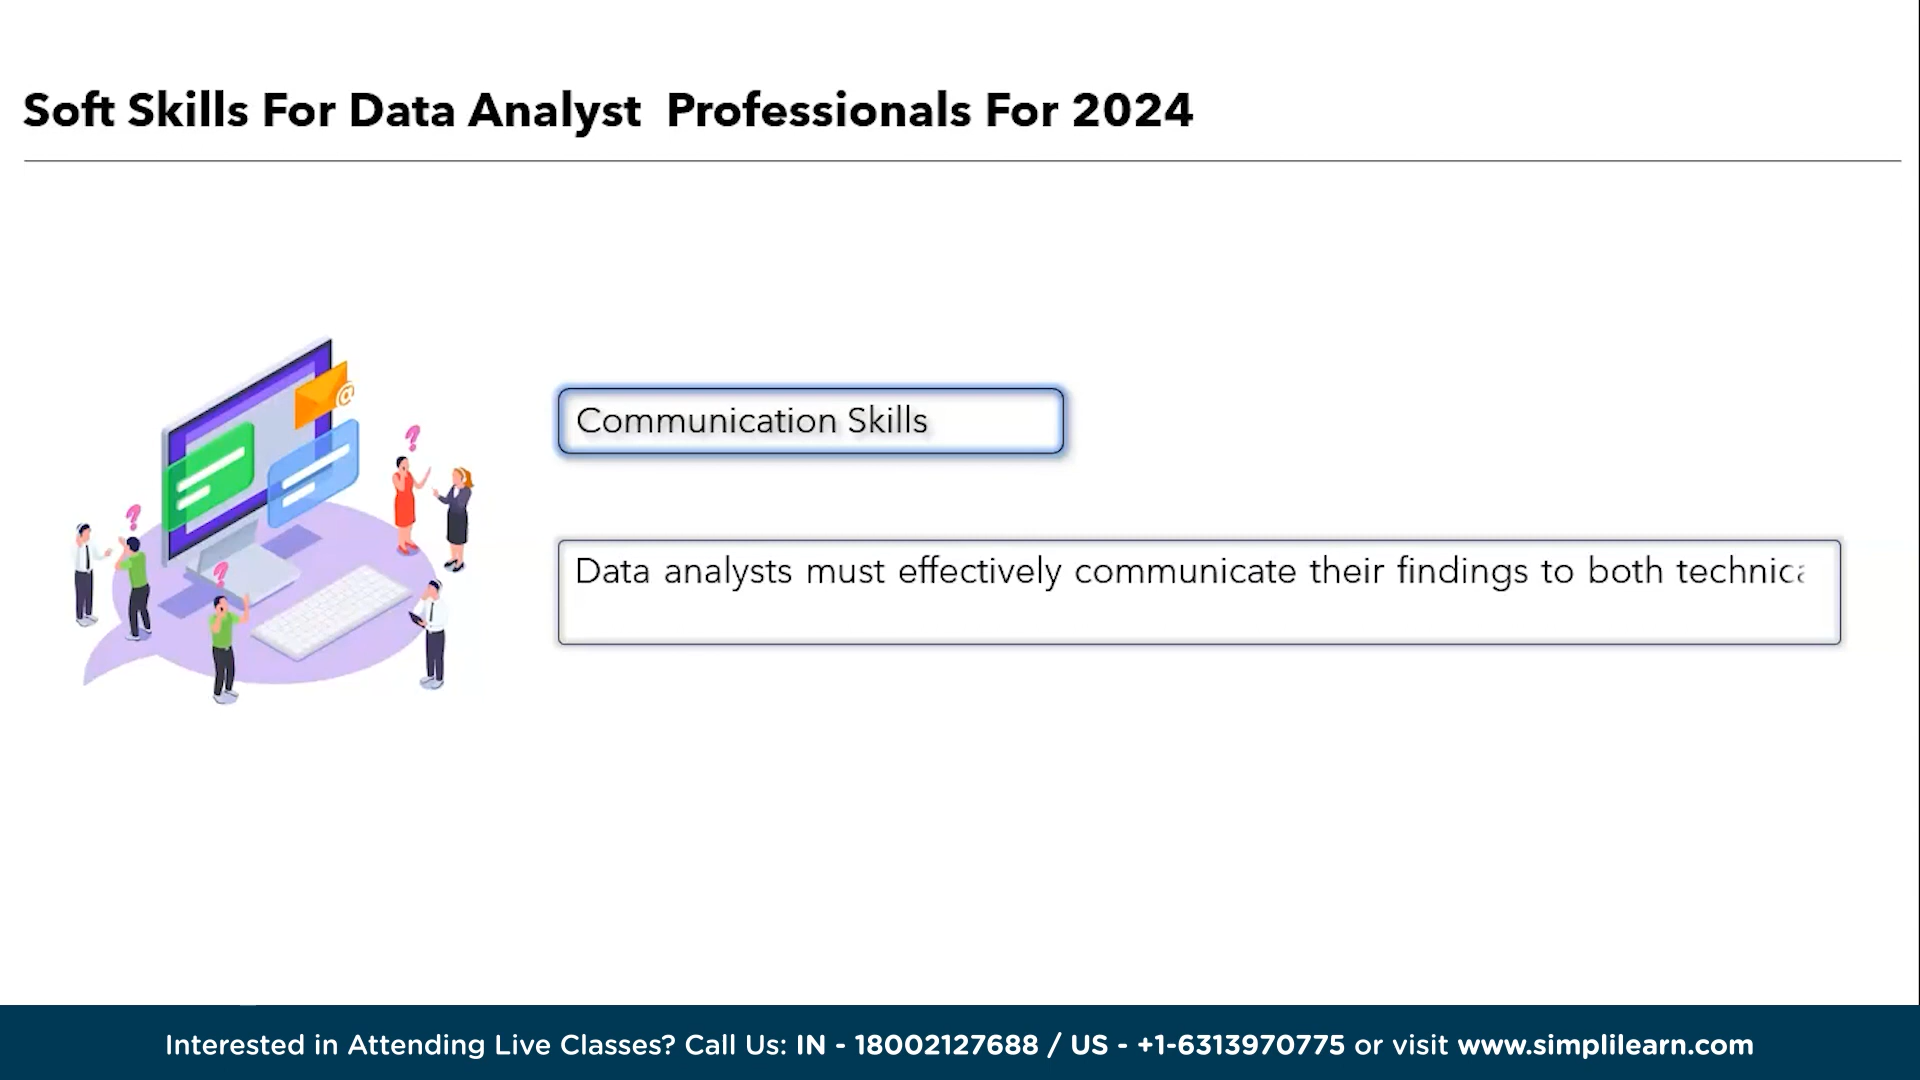 Soft Skills For Data Analyst Professionals For 2024
@
?
?
?
Communication Skills
Data analysts must effectively communicate their findings to both
Interested in Attending Live Classes? Call Us: IN - 18002127688 / US - +1-6313970775 or visit www.simplilearn.com